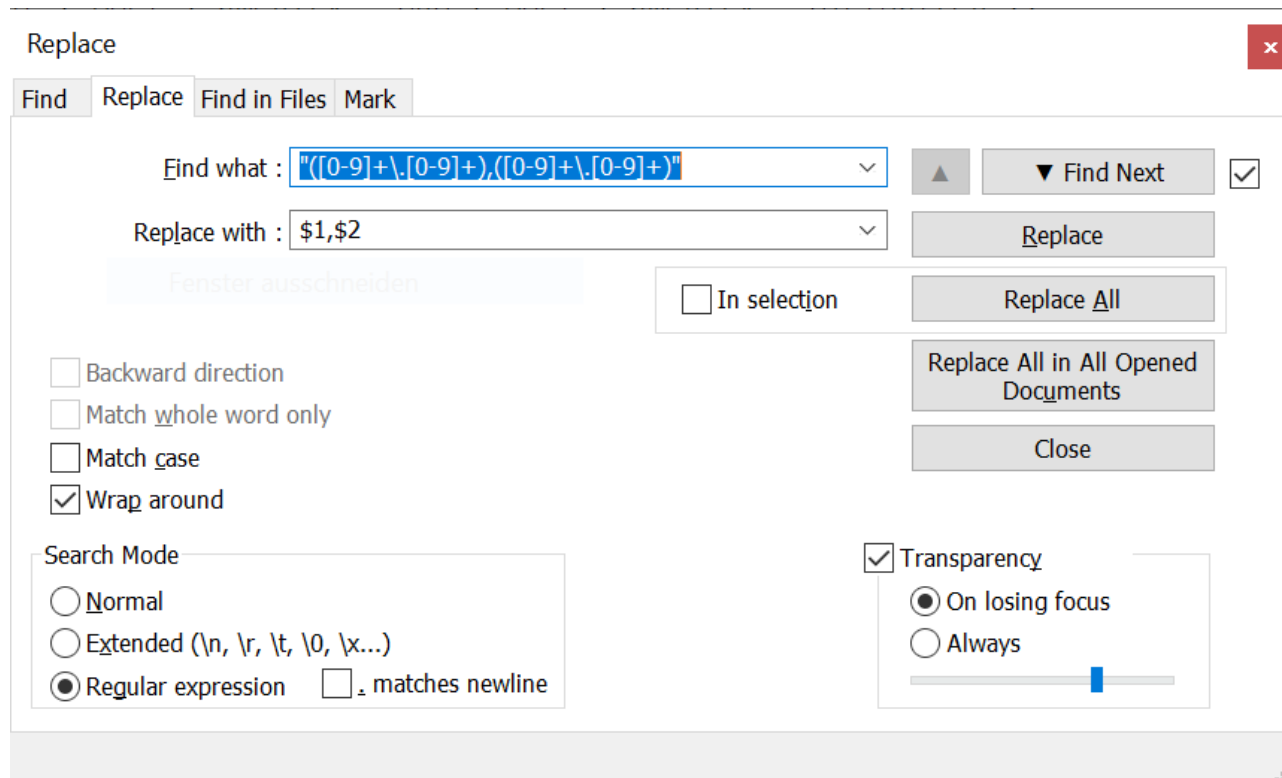 Replace
x
Find Replace Find in Files Mark
Find what : "([0-9]+\.[0-9]+),([0-9]+\.[0-9]+)" ▲ ▼ Find Next
Replace with : $1,$2 Replace
Fenster ausschneiden
In selection Replace All
Backward direction Replace All in All Opened
Documents
Match whole word only
Match case Close
Wrap around
Search Mode Transparency
Normal On losing focus
Extended (\n, \r, \t, \0, \x...) Always
Regular expression . matches newline